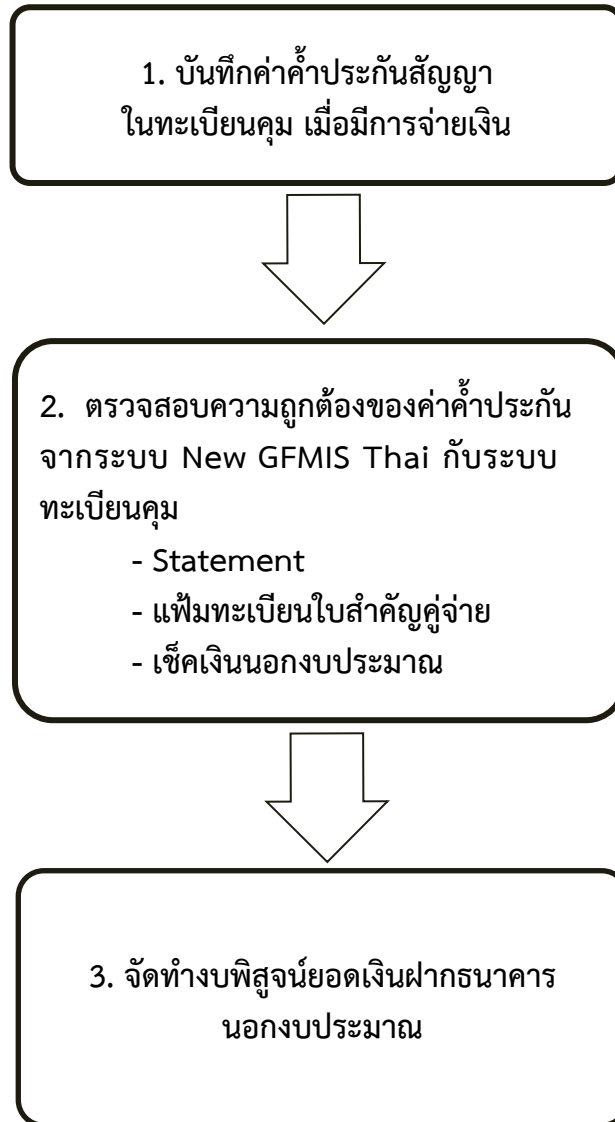 1. บันทึกค่าค้ำประกันสัญญา
ในทะเบียนคุม เมื่อมีการจ่ายเงิน
2. ตรวจสอบความถูกต้องของค่าค้ำประกัน
จากระบบ New GFMIS Thai กับระบบ
ทะเบียนคุม
- Statement
- แฟ้มทะเบียนใบสำคัญคู่จ่าย
- เช็คเงินนอกงบประมาณ
3. จัดทำงบพิสูจน์ยอดเงินฝากธนาคาร
นอกงบประมาณ